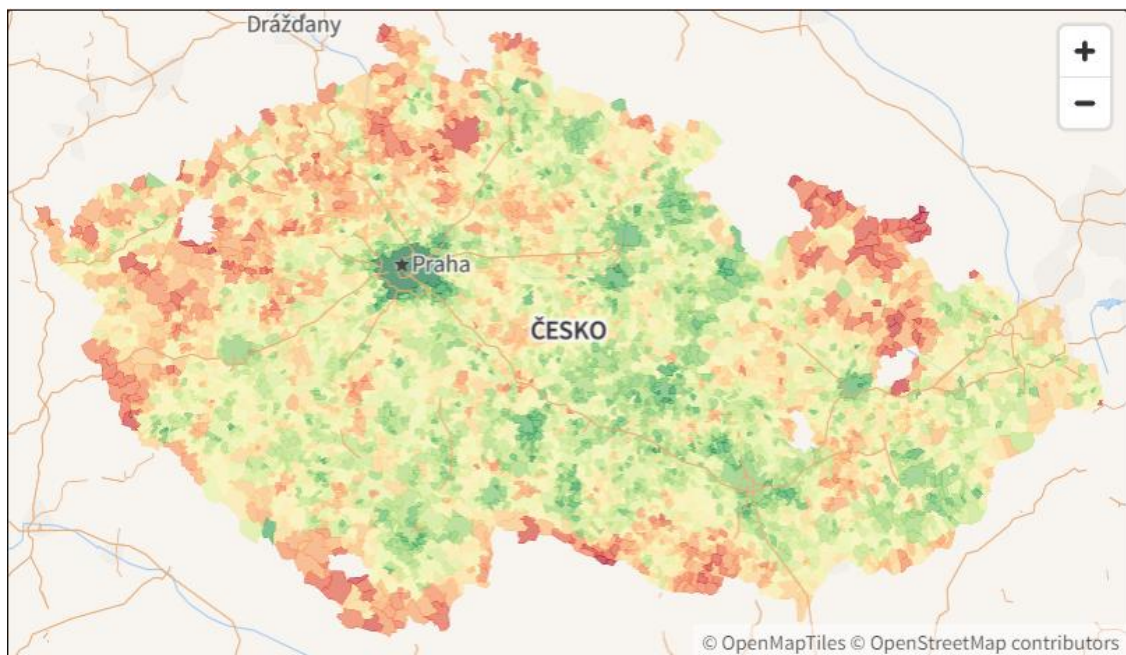 Drážďany
+
−
Praha
ČESKO
© OpenMapTiles © OpenStreetMap contributors